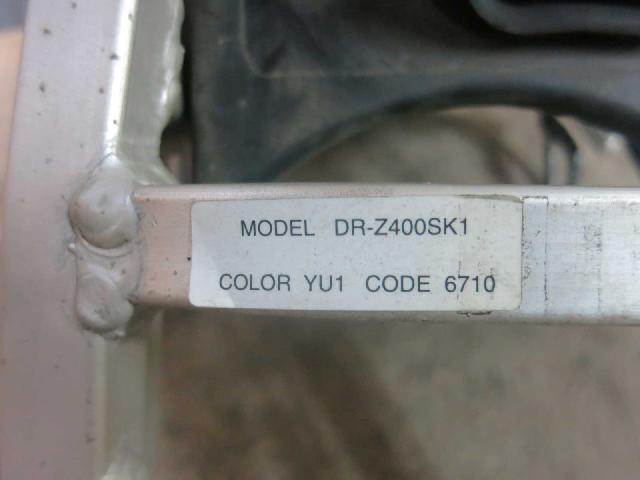 MODEL DR-Z400SK1
COLOR YU1 CODE 6710